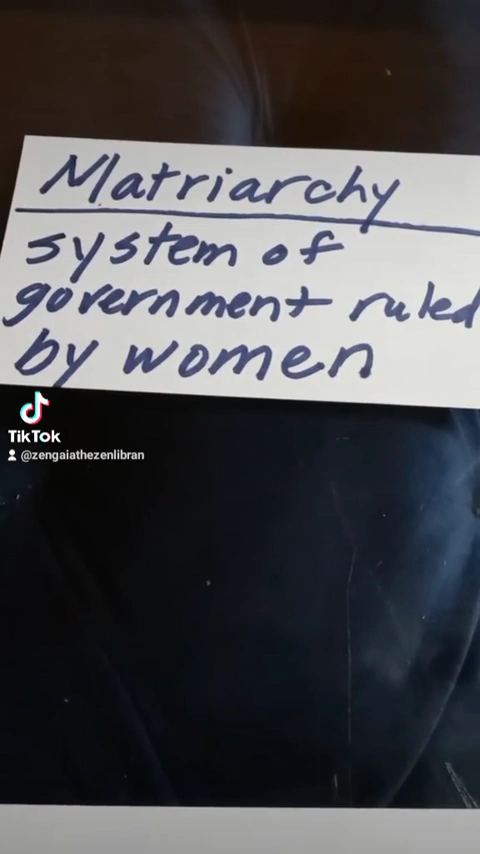 Matriarchy
system of
government ruled
by women
TikTok
@zengaiathezenlibran